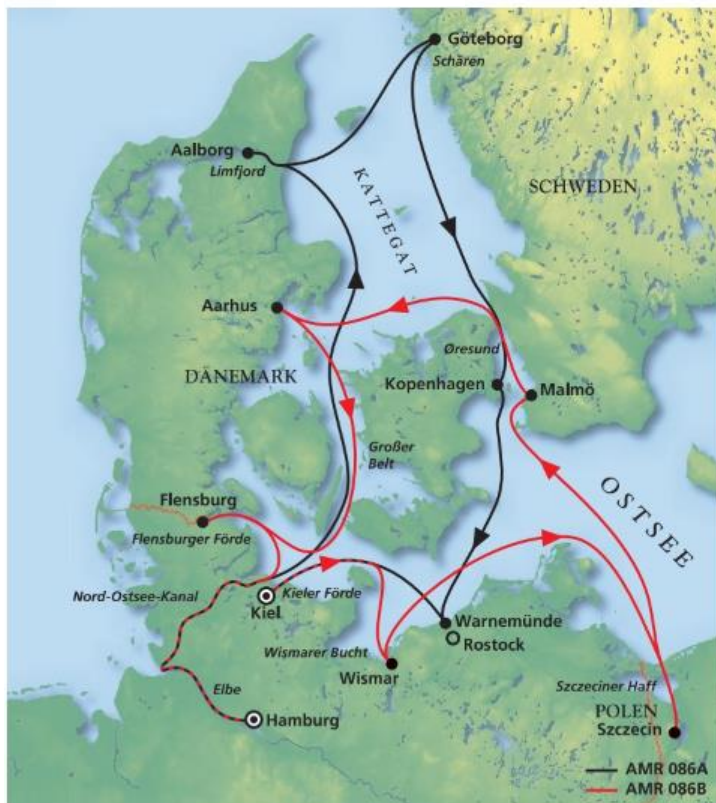 Göteborg
Schären
Aalborg
Limfjord
SCHWEDEN
KATTEGAT
Aarhus
Øresund
DÄNEMARK
Kopenhagen
Malmö
Großer
Belt
OSTSEE
Flensburg
Flensburger Förde
Nord-Ostsee-Kanal
Kieler Förde
Kiel
Warnemünde
Rostock
Wismarer Bucht
Wismar
Szczeciner Haff
Elbe
POLEN
Hamburg
Szczecin
AMR 086A
AMR 086B